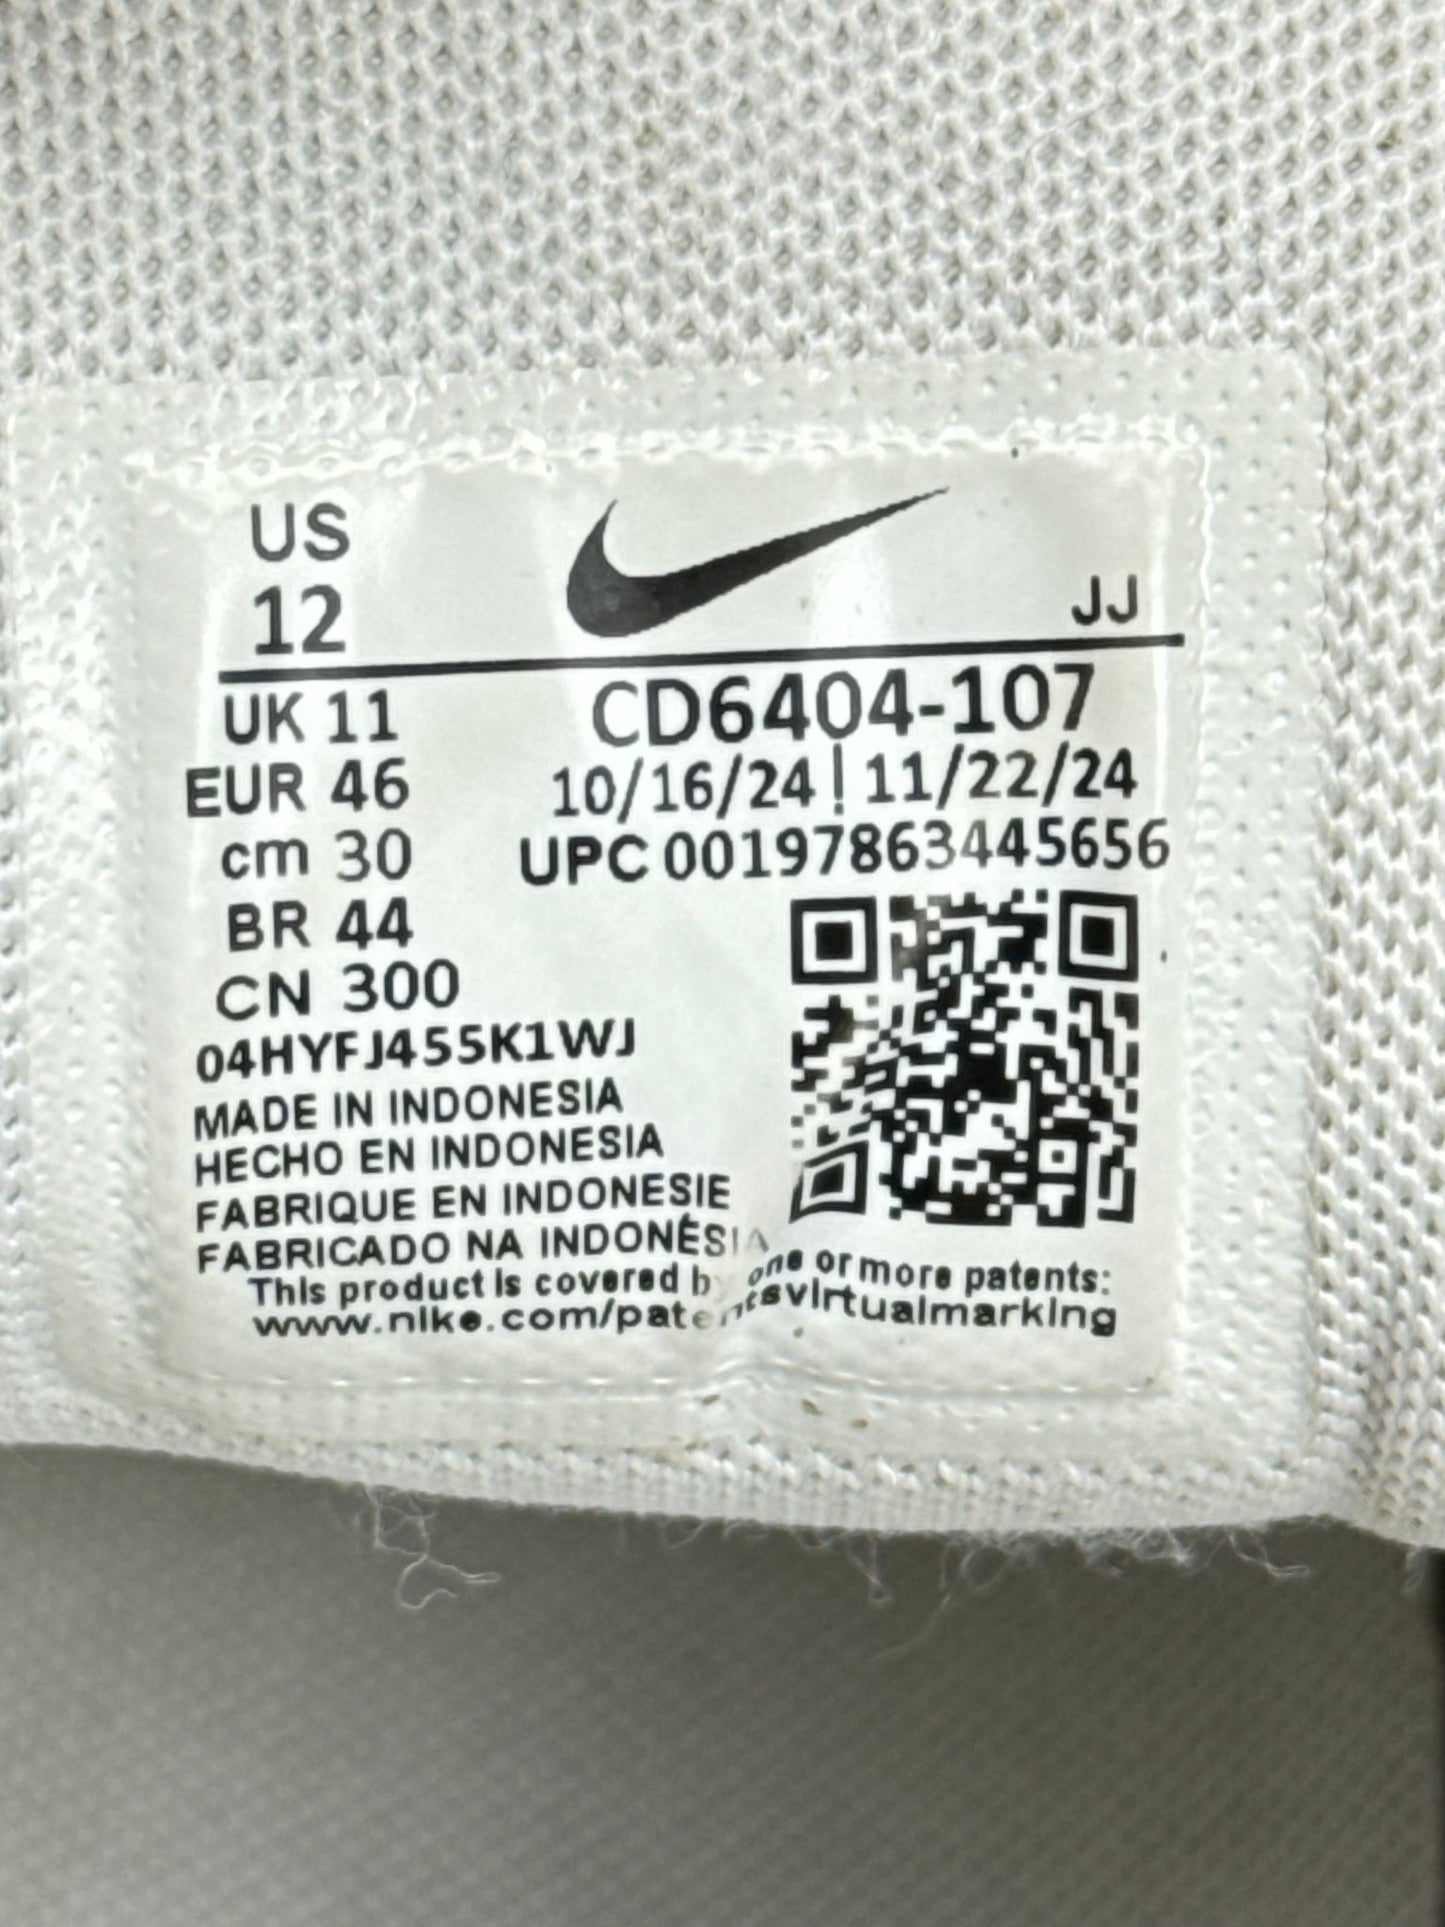 US
12
JJ
UK 11
CD6404-107
EUR 46
10/16/24 | 11/22/24
cm 30
UPC 00197863445656
BR 44
CN 300
04HYFJ455K1WJ
MADE IN INDONESIA
HECHO EN INDONESIA
FABRIQUE EN INDONESIE
FABRICADO NA INDONÉSIA
This product is covered by one or more patents:
www.nike.com/patentsvirtualmarking